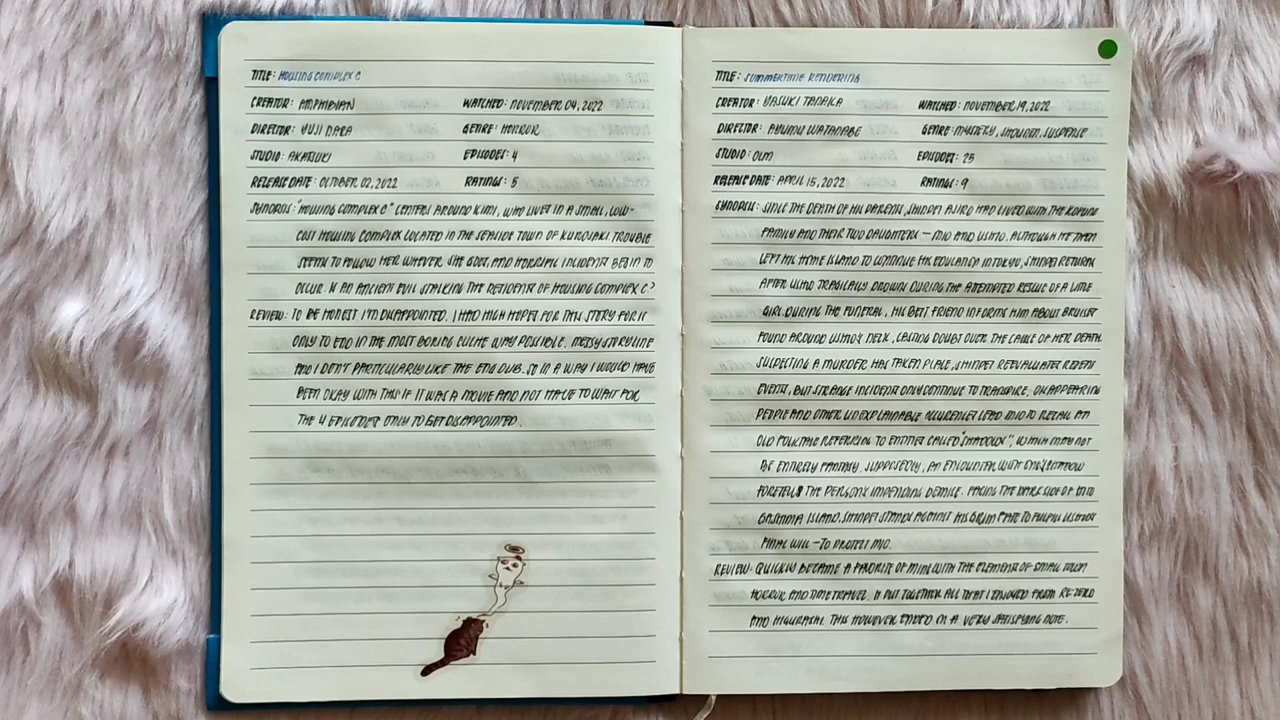 TITLE: HOUSING COMPLEX C
CREATOR: AMPHIBIAN WATCHED: NOVEMBER 04, 2022
DIRECTOR: YUJI NARA GENRE: HORROR
STUDIO: AKATSUKI EPISODES: 4
RELEASE DATE: OCTOBER 02, 2022 RATINGS: 5
SYNOPSIS: "HOUSING COMPLEX C" CENTERS AROUND KIMI, WHO LIVES IN A SMALL, LOW-
COST HOUSING COMPLEX LOCATED IN THE SEASIDE TOWN OF KUROSAKI TROUBLE
SEEMS TO FOLLOW HER WHEVER SHE GOES, AND HORRIFIC INCIDENTS BEGIN TO
OCCUR. IS AN ANCIENT EVIL STALKING THE RESIDENTS OF HOUSING COMPLEX C?
REVIEW: TO BE HONEST I'M DISAPPOINTED. I HAD HIGH HOPES FOR THIS STORY FOR IT
ONLY TO END IN THE MOST BORING CLICHE WAY POSSIBLE. MESSY STORYLINE
AND I DON'T PARTICULARLY LIKE THE ENG DUB. SO IN A WAY I WOULD HAVE
BEEN OKAY WITH THIS IF IT WAS A MOVIE AND NOT HAVE TO WAIT FOR
THE 4 EPISODES ONLY TO GET DISAPPOINTED.
TITLE: SUMMERTIME RENDERING
CREATOR: YASUKI TANAKA WATCHED: NOVEMBER 19, 2022
DIRECTOR: AYUMU WATANABE GENRE: MYSTERY, SHOUNEN, SUSPENSE
STUDIO: OLM EPISODES: 25
RELEASE DATE: APRIL 15, 2022 RATINGS: 9
SYNOPSIS: SINCE THE DEATH OF HIS PARENTS, SHINPEI AJIRO HAD LIVED WITH THE KOFUNE
FAMILY AND THEIR TWO DAUGHTERS — MIO AND USHIO. ALTHOUGH HE THEN
LEFT HIS HOME ISLAND TO CONTINUE HIS EDUCATION IN TOKYO, SHINPEI RETURNS
AFTER USHIO TRAGICALLY DROWNS DURING THE ATTEMPTED RESCUE OF A LITTLE
GIRL. DURING THE FUNERAL, HIS BEST FRIEND INFORMS HIM ABOUT BRUISES
FOUND AROUND USHIO'S NECK, CASTING DOUBT OVER THE CAUSE OF HER DEATH.
SUSPECTING A MURDER HAS TAKEN PLACE, SHINPEI REEVALUATES RECENT
EVENTS, BUT STRANGE INCIDENTS ONLY CONTINUE TO TRANSPIRE. DISAPPEARING
PEOPLE AND OTHER UNEXPLAINABLE OCCURENCES LEAD MIO TO RECALL AN
OLD FOLKTALE REFERRING TO ENTITIES CALLED "SHADOWS", WHICH MAY NOT
BE ENTIRELY FANTASY. SUPPOSEDLY, AN ENCOUNTER WITH ONE'S SHADOW
FORETELLS THE PERSON'S IMPENDING DEMISE. FACING THE DARK SIDE OF HITO
GASHIMA ISLAND, SHINPEI STANDS AGAINST HIS GRIM FATE TO FULFILL USHIO'S
FINAL WILL — TO PROTECT MIO.
REVIEW: QUICKLY BECAME A FAVORITE OF MINE WITH THE ELEMENTS OF SMALL TOWN
HORROR AND TIME TRAVEL. IT PUT TOGETHER ALL THAT I ENJOYED FROM RE:ZERO
AND HIGURASHI. THIS HOWEVER ENDED ON A VERY SATISFYING NOTE.